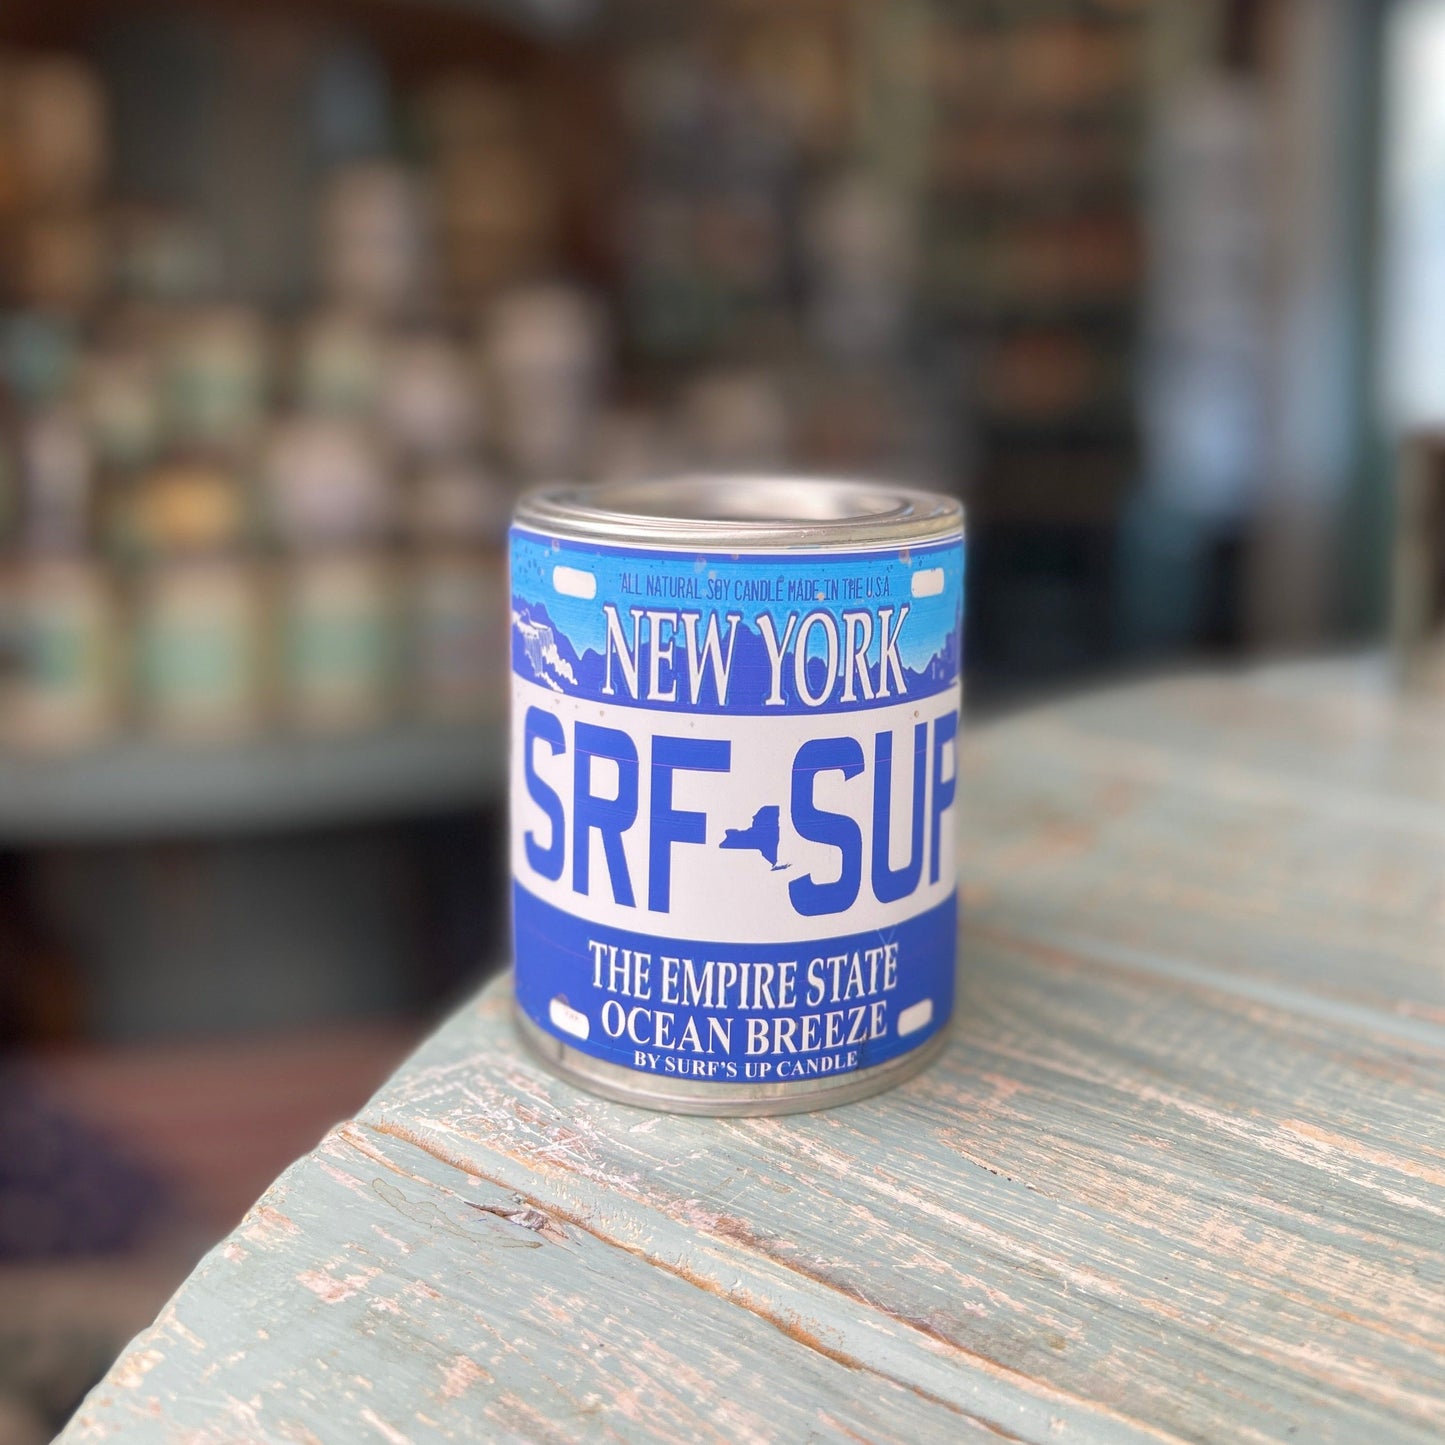 ALL NATURAL SOY CANDLE MADE IN THE U.S.A.
NEW YORK
SRF SUP
THE EMPIRE STATE
OCEAN BREEZE
BY SURF'S UP CANDLE